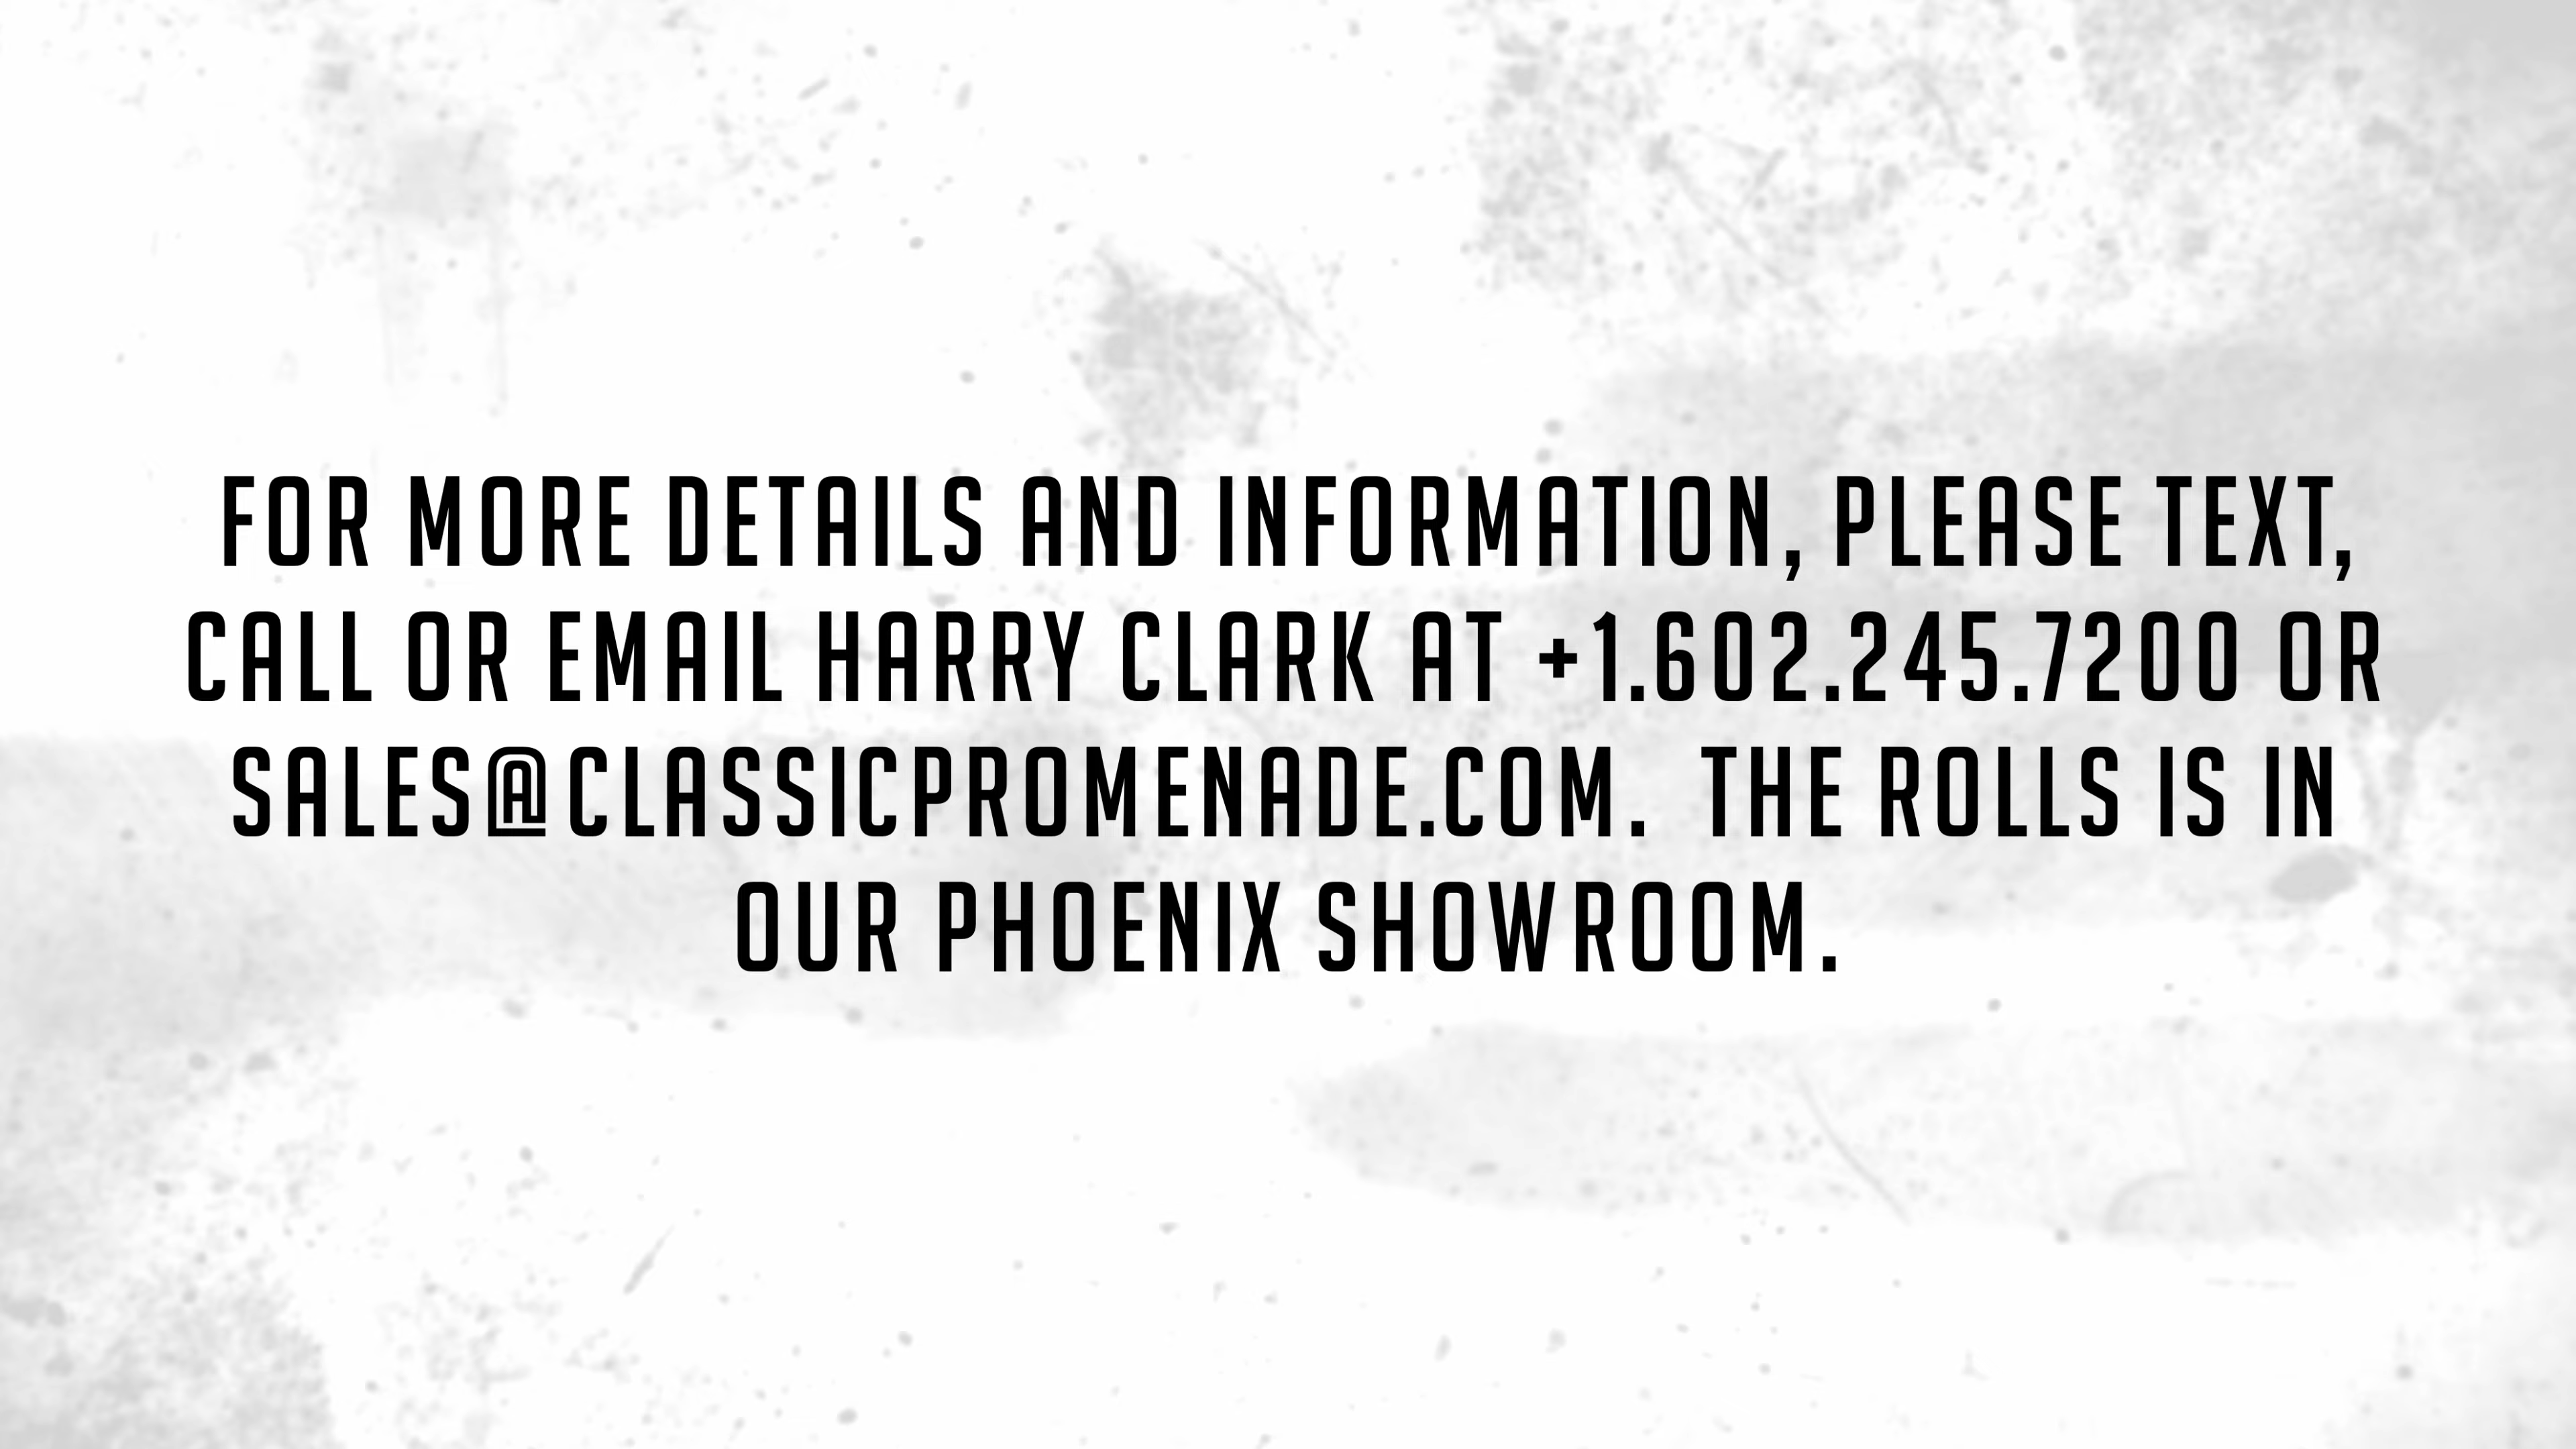 FOR MORE DETAILS AND INFORMATION, PLEASE TEXT,
CALL OR EMAIL HARRY CLARK AT +1.602.245.7200 OR
SALES@CLASSICPROMENADE.COM.  THE ROLLS IS IN
OUR PHOENIX SHOWROOM.